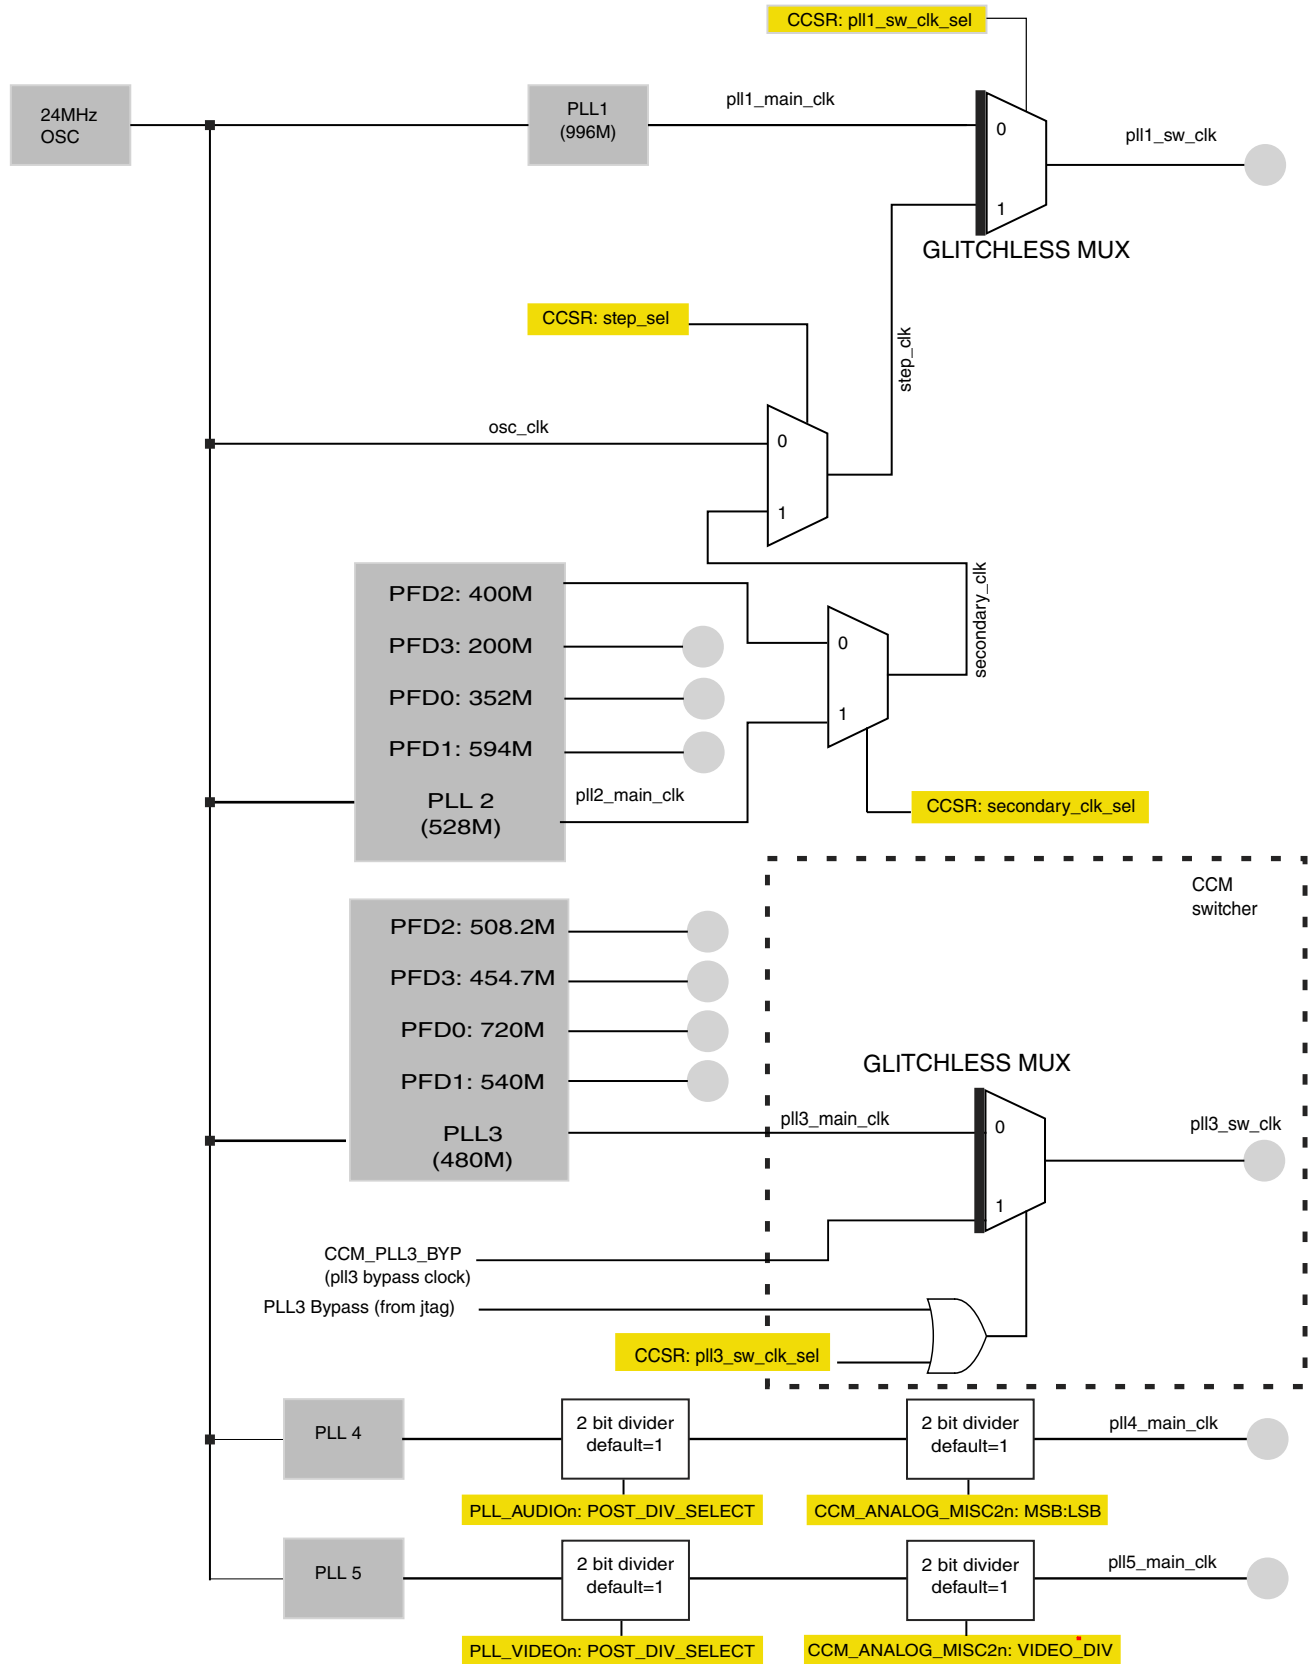 CCSR: pll1_sw_clk_sel
24MHz
OSC
PLL1
(996M)
pll1_main_clk
0
1
pll1_sw_clk
GLITCHLESS MUX
CCSR: step_sel
step_clk
osc_clk
0
1
secondary_clk
PFD2: 400M
PFD3: 200M
PFD0: 352M
PFD1: 594M
PLL 2
(528M)
pll2_main_clk
0
1
CCSR: secondary_clk_sel
CCM
switcher
PFD2: 508.2M
PFD3: 454.7M
PFD0: 720M
PFD1: 540M
PLL3
(480M)
GLITCHLESS MUX
pll3_main_clk
0
1
pll3_sw_clk
CCM_PLL3_BYP
(pll3 bypass clock)
PLL3 Bypass (from jtag)
CCSR: pll3_sw_clk_sel
PLL 4
2 bit divider
default=1
2 bit divider
default=1
pll4_main_clk
PLL_AUDIOn: POST_DIV_SELECT
CCM_ANALOG_MISC2n: MSB:LSB
PLL 5
2 bit divider
default=1
2 bit divider
default=1
pll5_main_clk
PLL_VIDEOn: POST_DIV_SELECT
CCM_ANALOG_MISC2n: VIDEO_DIV